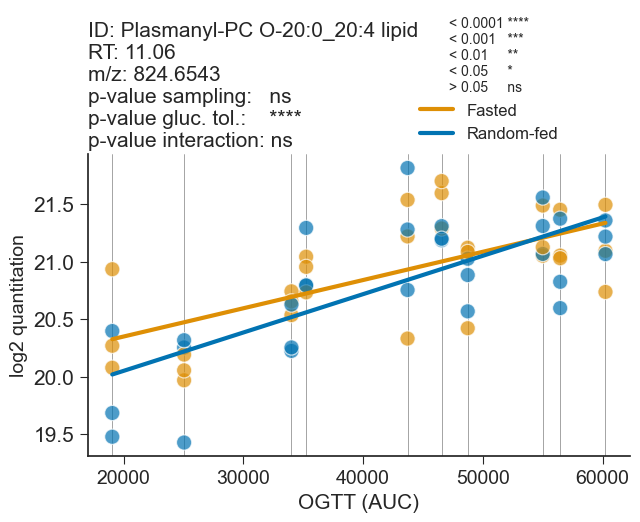 ID: Plasmanyl-PC O-20:0_20:4 lipid
RT: 11.06
m/z: 824.6543
p-value sampling: ns
p-value gluc. tol.: ****
p-value interaction: ns
< 0.0001 ****
< 0.001 ***
< 0.01 **
< 0.05 *
> 0.05 ns
Fasted
Random-fed
log2 quantitation
21.5
21.0
20.5
20.0
19.5
20000 30000 40000 50000 60000
OGTT (AUC)